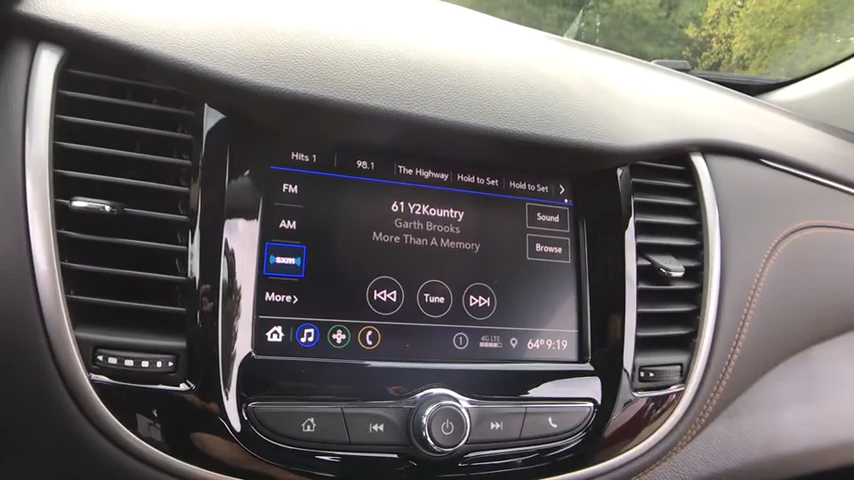 Hits 1 98.1 The Highway Hold to Set Hold to Set
FM
61 Y2Kountry
Sound
AM
Garth Brooks
More Than A Memory
Browse
sxm
More
Tune
1 4G LTE 64° 9:19